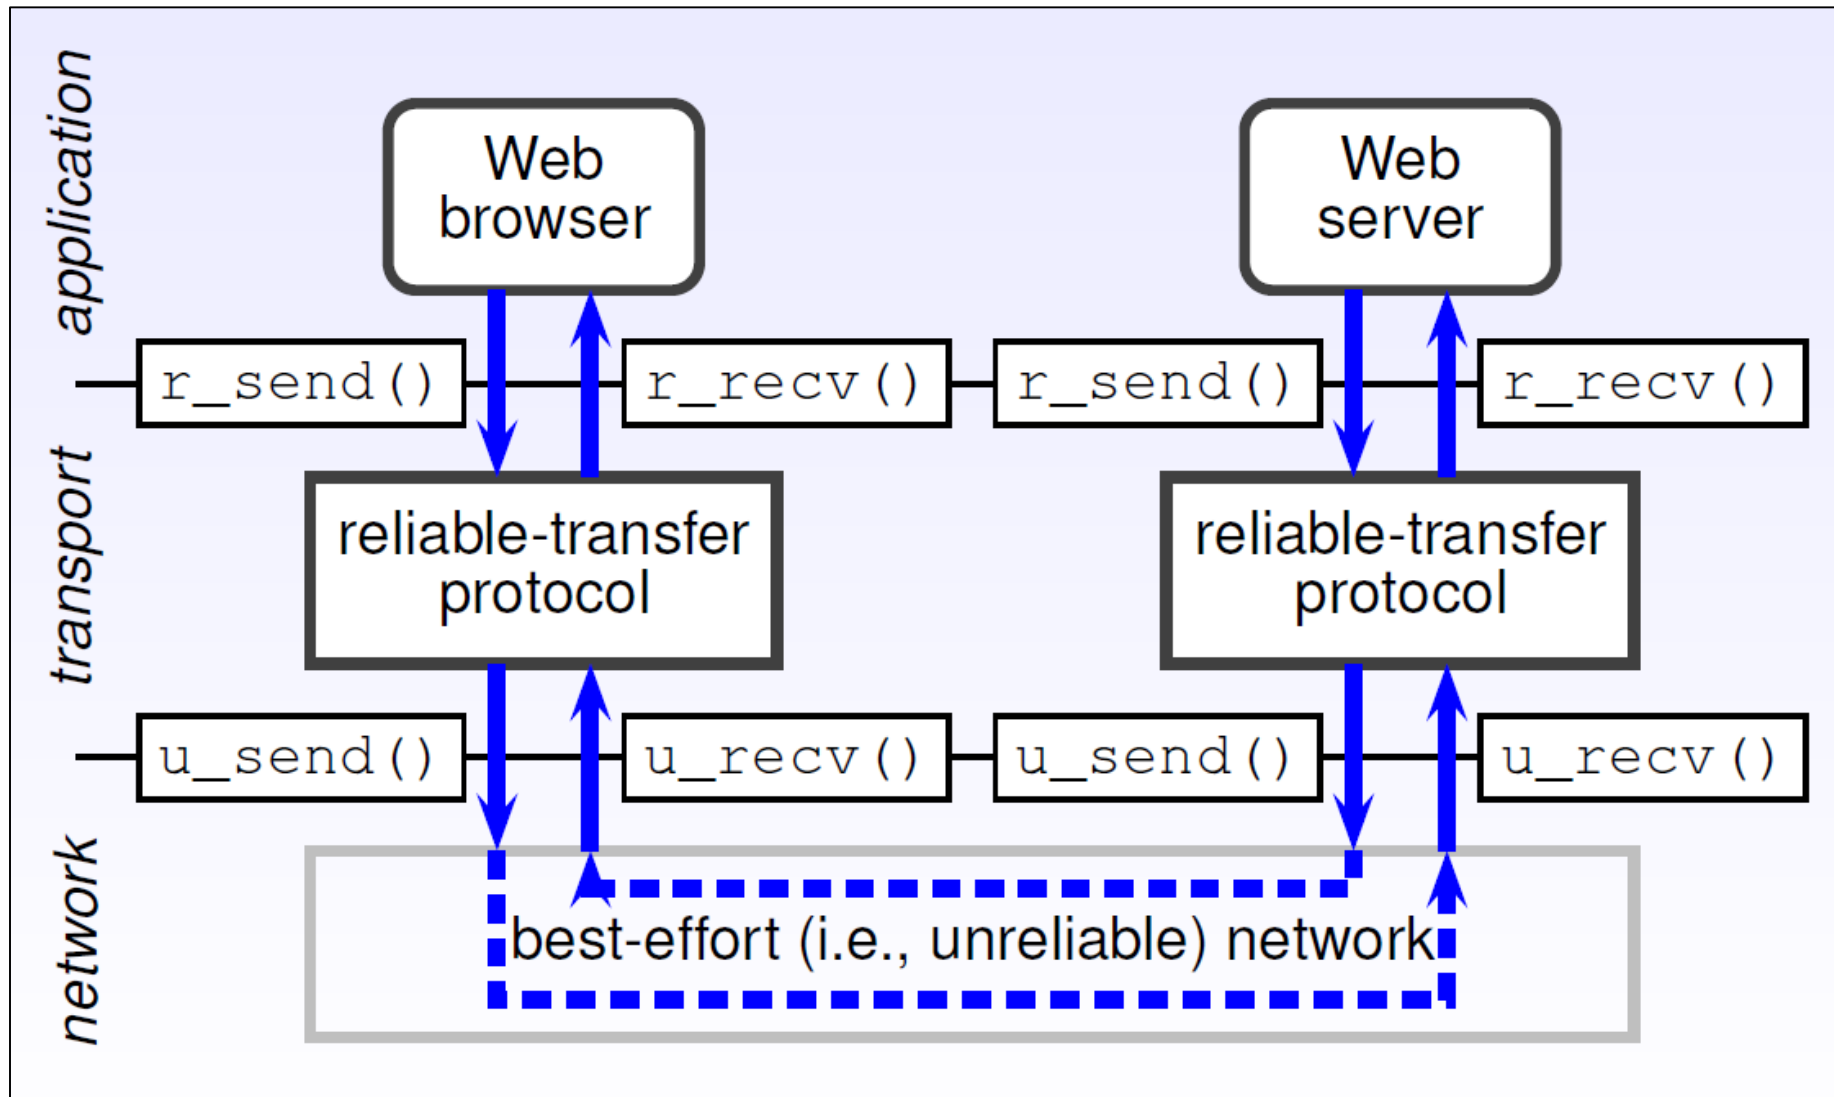 application
Web
browser
Web
server
r_send()
r_recv()
r_send()
r_recv()
transport
reliable-transfer
protocol
reliable-transfer
protocol
u_send()
u_recv()
u_send()
u_recv()
network
best-effort (i.e., unreliable) network